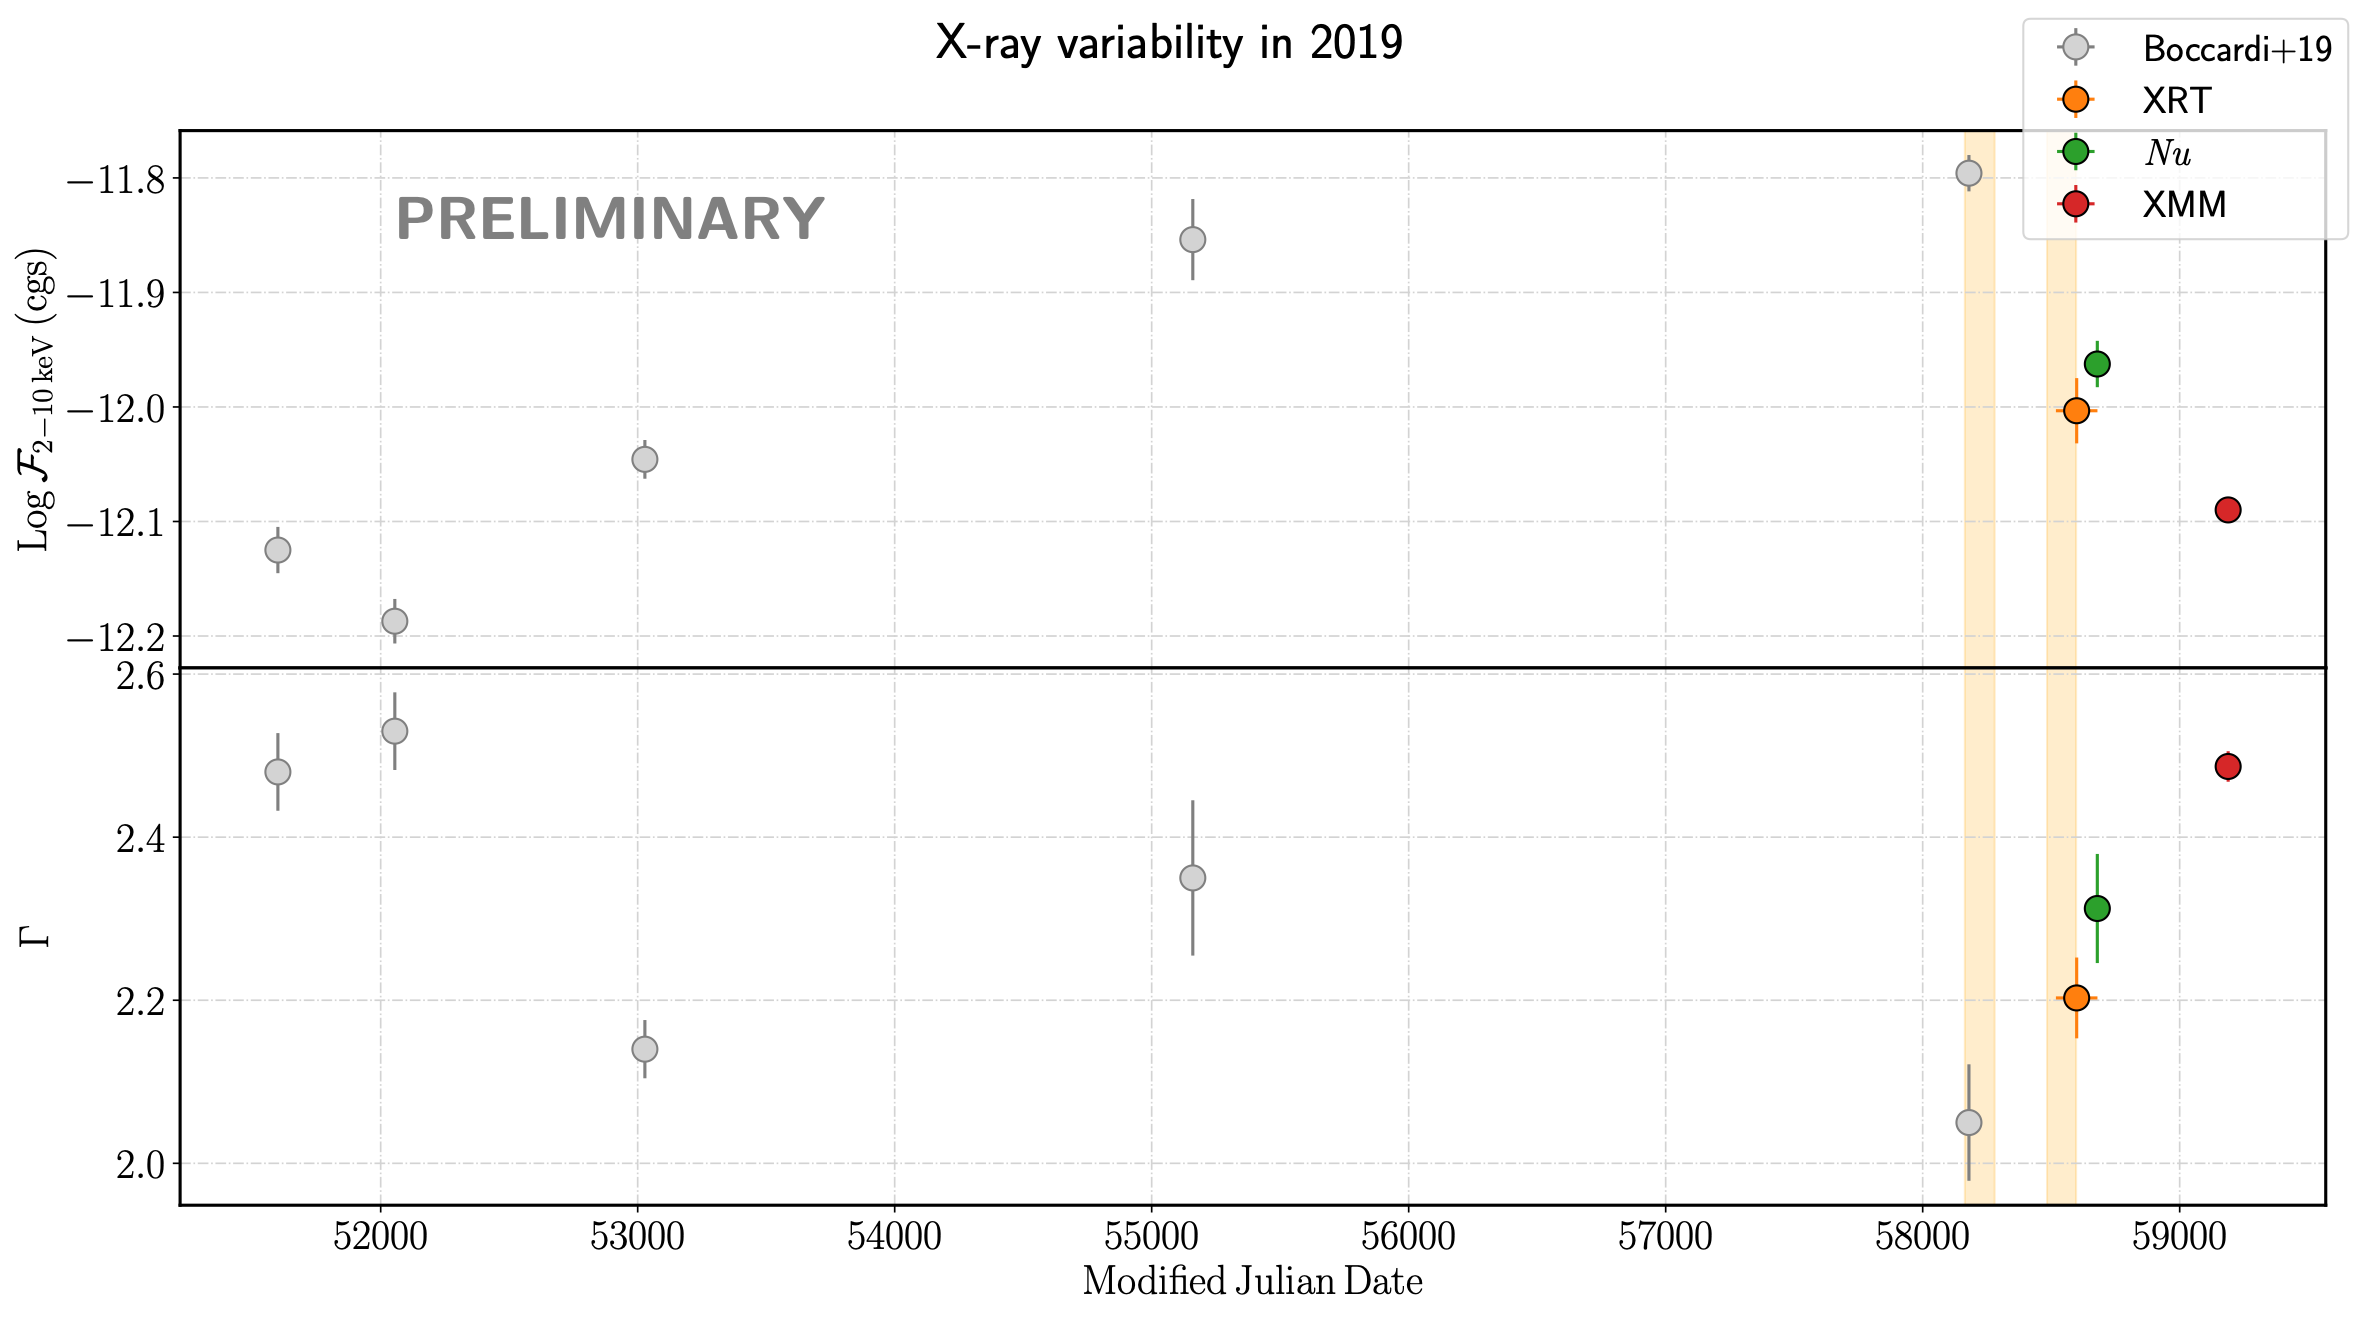 X-ray variability in 2019
Boccardi+19
XRT
Nu
XMM
PRELIMINARY
Log 𝓕₂₋₁₀ ₖₑᵥ (cgs)
−11.8
−11.9
−12.0
−12.1
−12.2
Γ
2.6
2.4
2.2
2.0
52000 53000 54000 55000 56000 57000 58000 59000
Modified Julian Date